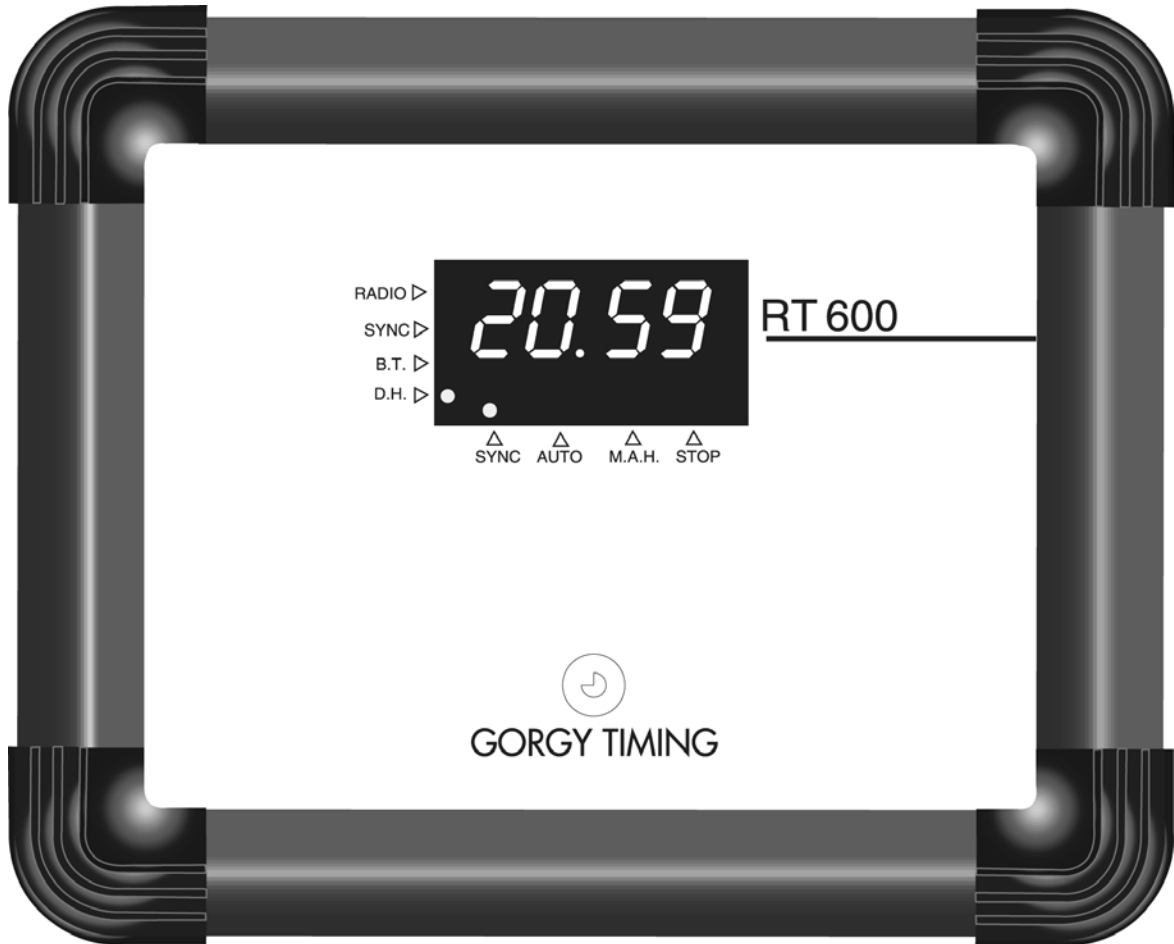 RADIO
20.59
RT 600
SYNC
B.T.
D.H.
SYNC AUTO M.A.H. STOP
GORGY TIMING